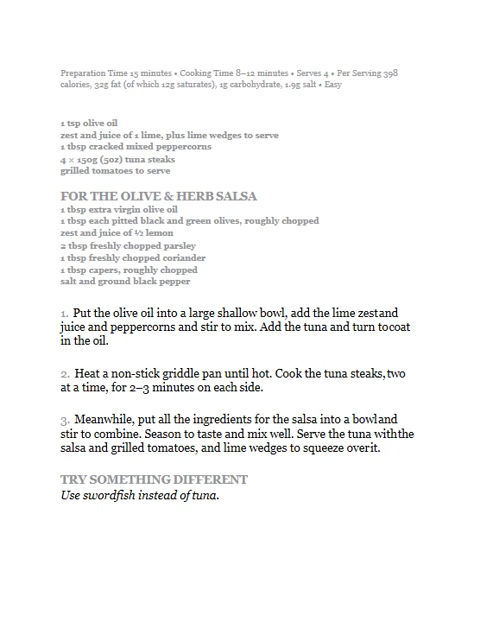 Preparation Time 15 minutes • Cooking Time 8–12 minutes • Serves 4 • Per Serving 398
calories, 32g fat (of which 12g saturates), 1g carbohydrate, 1.9g salt • Easy
1 tsp olive oil
zest and juice of 1 lime, plus lime wedges to serve
1 tbsp cracked mixed peppercorns
4 × 150g (5oz) tuna steaks
grilled tomatoes to serve
FOR THE OLIVE & HERB SALSA
1 tbsp extra virgin olive oil
1 tbsp each pitted black and green olives, roughly chopped
zest and juice of ½ lemon
2 tbsp freshly chopped parsley
1 tbsp freshly chopped coriander
1 tbsp capers, roughly chopped
salt and ground black pepper
1. Put the olive oil into a large shallow bowl, add the lime zestand
juice and peppercorns and stir to mix. Add the tuna and turn tocoat
in the oil.
2. Heat a non-stick griddle pan until hot. Cook the tuna steaks,two
at a time, for 2–3 minutes on each side.
3. Meanwhile, put all the ingredients for the salsa into a bowland
stir to combine. Season to taste and mix well. Serve the tuna withthe
salsa and grilled tomatoes, and lime wedges to squeeze overit.
TRY SOMETHING DIFFERENT
Use swordfish instead oftuna.